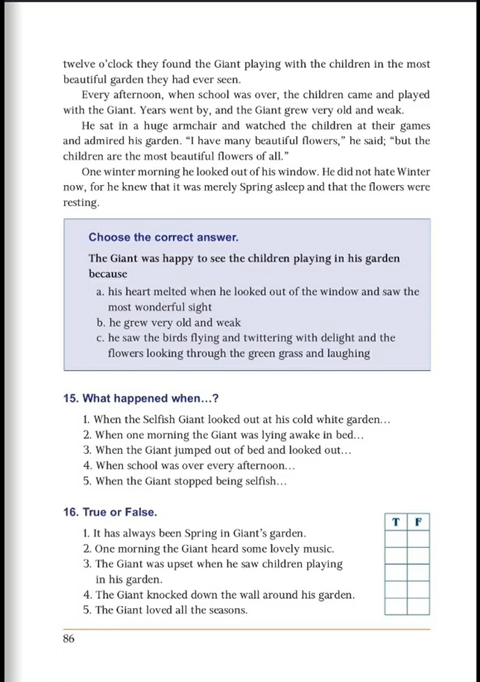 twelve o'clock they found the Giant playing with the children in the most
beautiful garden they had ever seen.
Every afternoon, when school was over, the children came and played
with the Giant. Years went by, and the Giant grew very old and weak.
He sat in a huge armchair and watched the children at their games
and admired his garden. “I have many beautiful flowers,” he said; “but the
children are the most beautiful flowers of all.”
One winter morning he looked out of his window. He did not hate Winter
now, for he knew that it was merely Spring asleep and that the flowers were
resting.
Choose the correct answer.
The Giant was happy to see the children playing in his garden
because
a. his heart melted when he looked out of the window and saw the
most wonderful sight
b. he grew very old and weak
c. he saw the birds flying and twittering with delight and the
flowers looking through the green grass and laughing
15. What happened when…?
1. When the Selfish Giant looked out at his cold white garden…
2. When one morning the Giant was lying awake in bed…
3. When the Giant jumped out of bed and looked out…
4. When school was over every afternoon…
5. When the Giant stopped being selfish…
16. True or False.
T F
1. It has always been Spring in Giant's garden.
2. One morning the Giant heard some lovely music.
3. The Giant was upset when he saw children playing
in his garden.
4. The Giant knocked down the wall around his garden.
5. The Giant loved all the seasons.
86